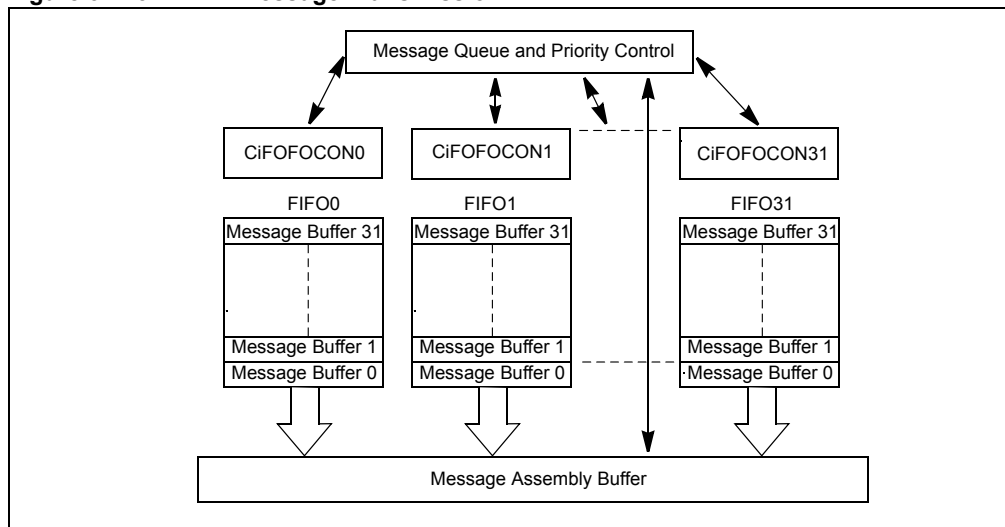 Message Queue and Priority Control
CiFOFOCON0
CiFOFOCON1
CiFOFOCON31
FIFO0
FIFO1
FIFO31
Message Buffer 31
Message Buffer 31
Message Buffer 31
Message Buffer 1
Message Buffer 1
Message Buffer 1
Message Buffer 0
Message Buffer 0
Message Buffer 0
Message Assembly Buffer